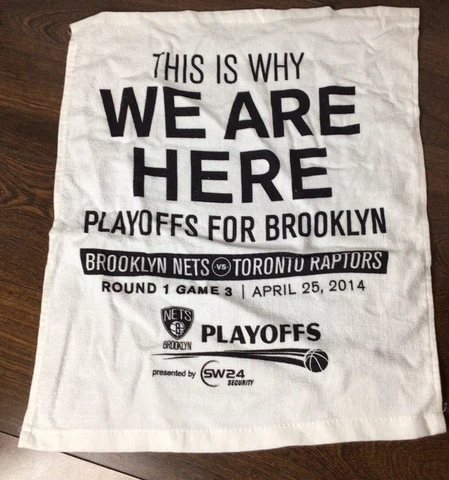 THIS IS WHY
WE ARE
HERE
PLAYOFFS FOR BROOKLYN
BROOKLYN NETS VS TORONTO RAPTORS
ROUND 1 GAME 3 | APRIL 25, 2014
NETS
B
BROOKLYN
PLAYOFFS
presented by SW24
SECURITY